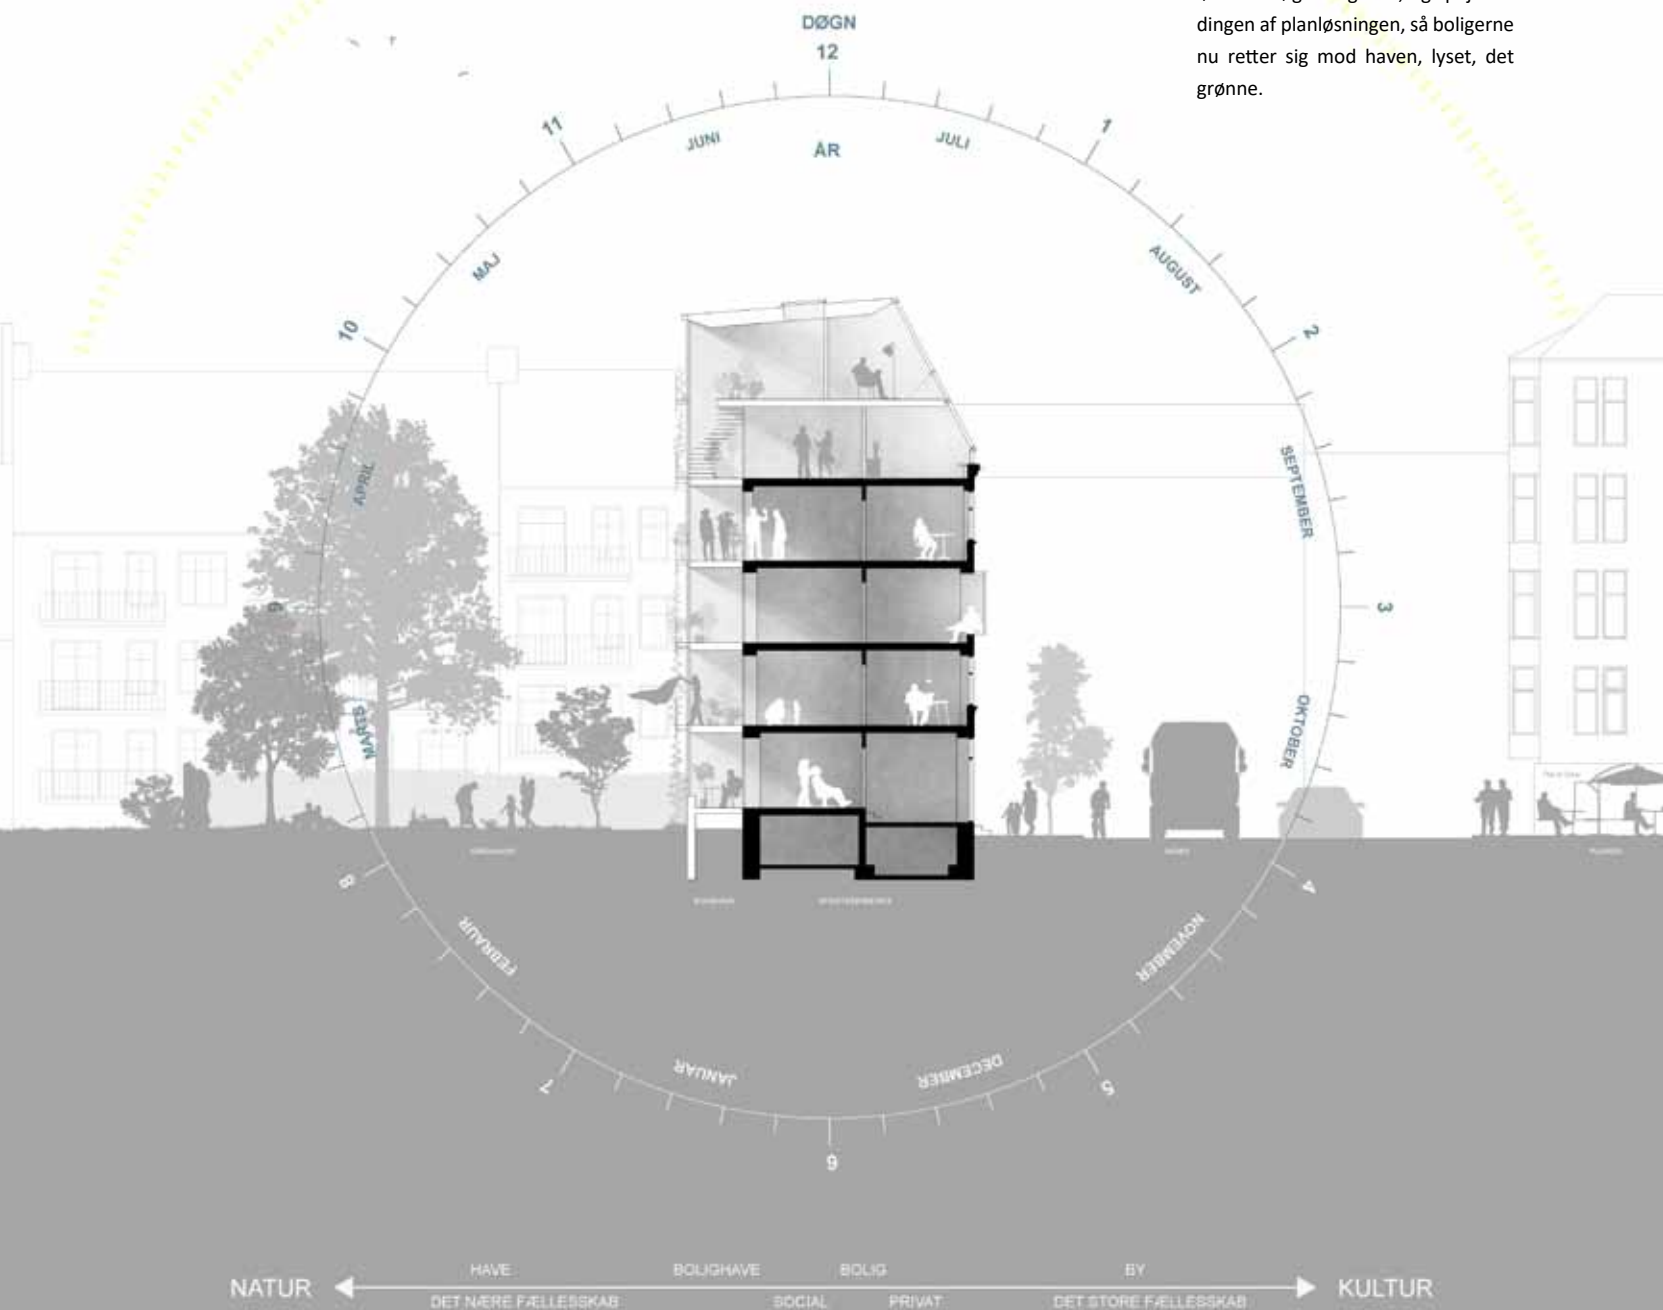 dingen af planløsningen, så boligerne
nu retter sig mod haven, lyset, det
grønne.
DØGN
12
ÅR
JUNI
JULI
11
1
MAJ
AUGUST
10
2
APRIL
SEPTEMBER
9
3
MARTS
OKTOBER
8
4
FEBRAUR
NOVEMBER
7
5
JANUAR
DECEMBER
6
NATUR
HAVE
BOLIGHAVE
BOLIG
BY
KULTUR
DET NÆRE FÆLLESSKAB
SOCIAL
PRIVAT
DET STORE FÆLLESSKAB